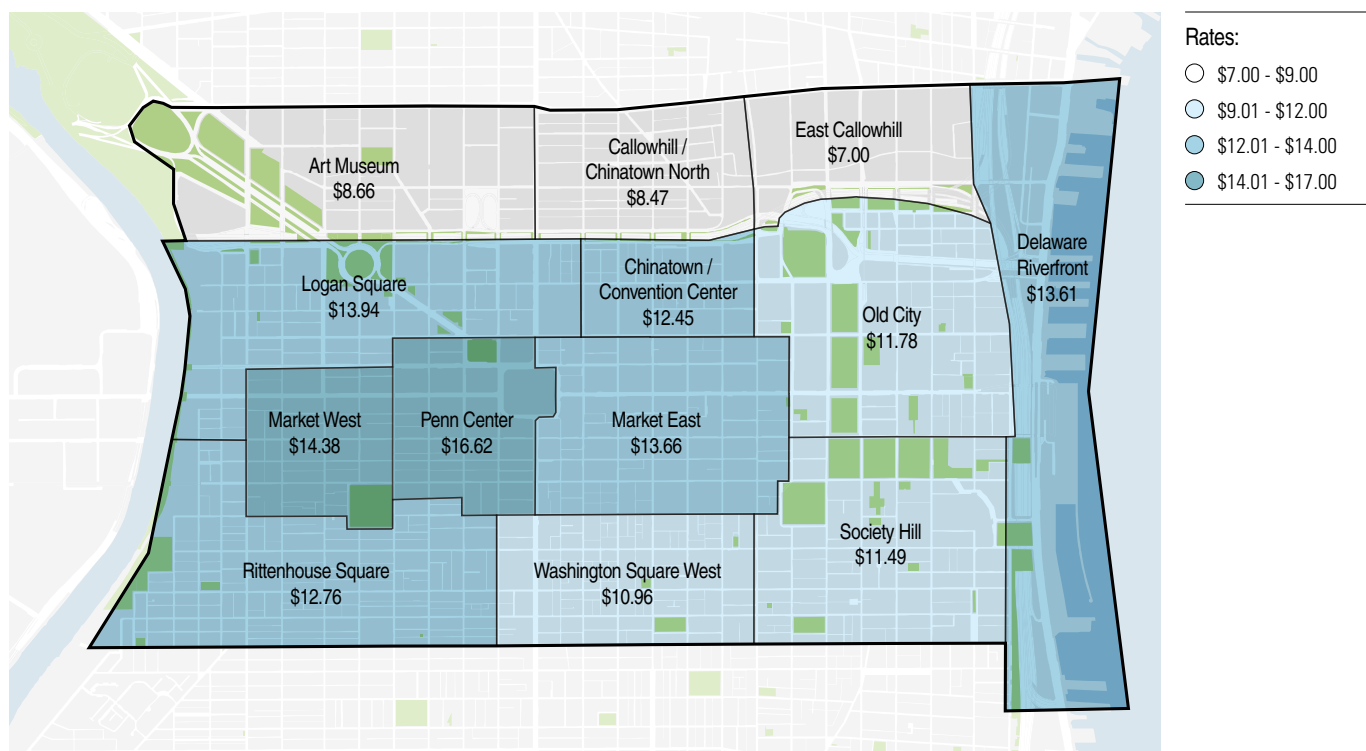 Rates:
$7.00 - $9.00
$9.01 - $12.00
$12.01 - $14.00
$14.01 - $17.00
Art Museum
$8.66
Callowhill /
Chinatown North
$8.47
East Callowhill
$7.00
Logan Square
$13.94
Chinatown /
Convention Center
$12.45
Old City
$11.78
Delaware
Riverfront
$13.61
Market West
$14.38
Penn Center
$16.62
Market East
$13.66
Rittenhouse Square
$12.76
Washington Square West
$10.96
Society Hill
$11.49